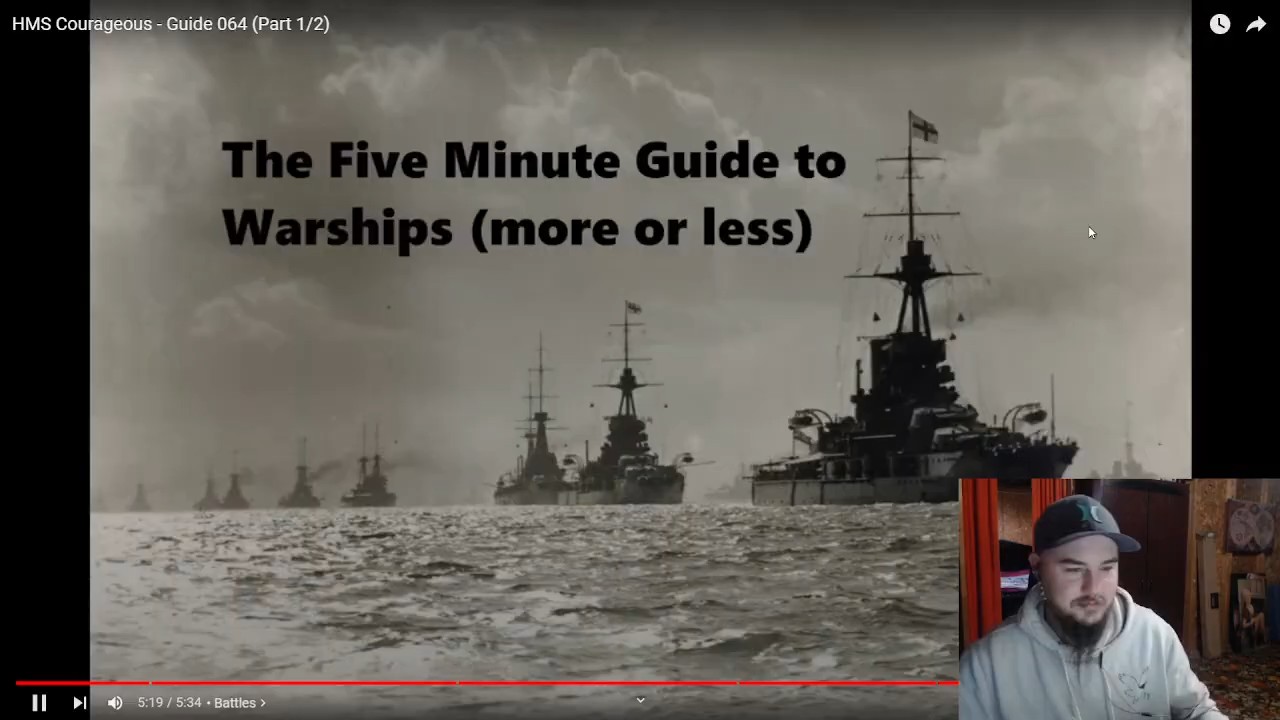 HMS Courageous - Guide 064 (Part 1/2)
The Five Minute Guide to
Warships (more or less)
5:19 / 5:34 • Battles >